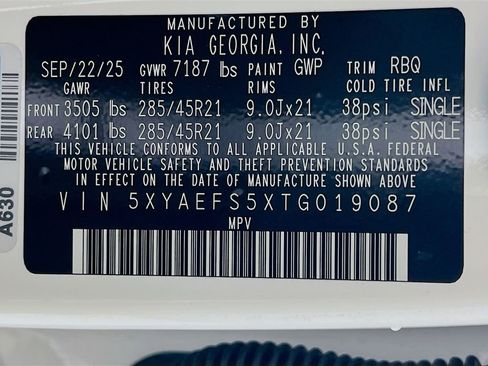 MANUFACTURED BY
KIA GEORGIA, INC.
SEP/22/25 GVWR 7187 lbs PAINT GWP TRIM RBQ
GAWR TIRES RIMS COLD TIRE INFL
FRONT 3505 lbs 285/45R21 9.0Jx21 38psi SINGLE
REAR 4101 lbs 285/45R21 9.0Jx21 38psi SINGLE
THIS VEHICLE CONFORMS TO ALL APPLICABLE U.S.A. FEDERAL
MOTOR VEHICLE SAFETY AND THEFT PREVENTION STANDARDS
IN EFFECT ON THE DATE OF MANUFACTURE SHOWN ABOVE
VIN 5XYAEFS5XTG019087
MPV
A630